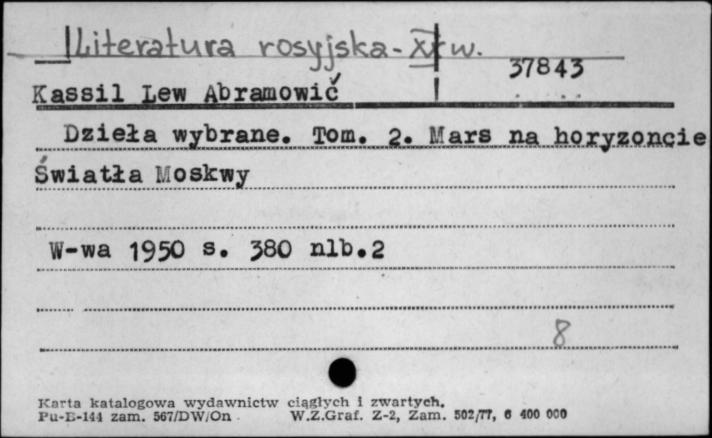 Literatura rosyjska - XX w.
37843
Kassil Lew Abramowić
Dzieła wybrane. Tom. 2. Mars na horyzoncie
Światła Moskwy
W-wa 1950 s. 380 nlb.2
8
Karta katalogowa wydawnictw ciągłych i zwartych.
Pu-B-144 zam. 567/DW/On W.Z.Graf. Z-2, Zam. 502/77, 6 400 000